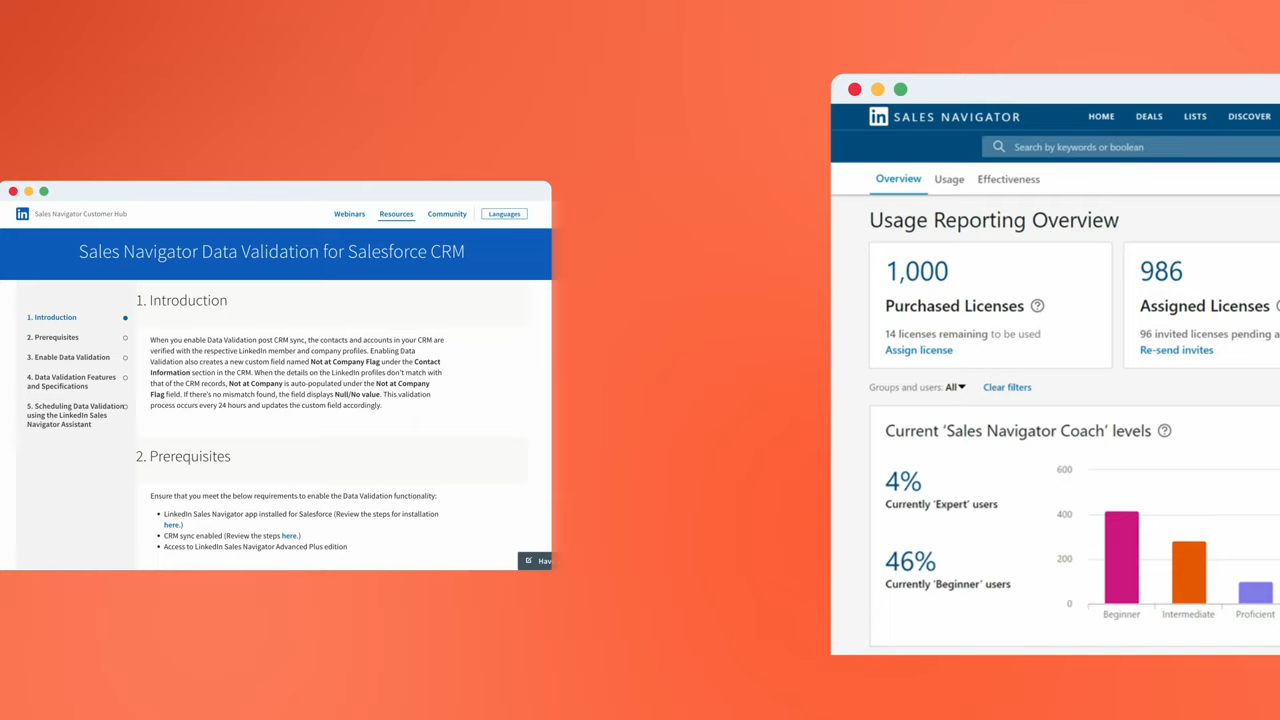 in Sales Navigator Customer Hub
Webinars Resources Community Languages
Sales Navigator Data Validation for Salesforce CRM
1. Introduction
2. Prerequisites
3. Enable Data Validation
4. Data Validation Features
and Specifications
5. Scheduling Data Validation
using the LinkedIn Sales
Navigator Assistant
1. Introduction
When you enable Data Validation post CRM sync, the contacts and accounts in your CRM are
verified with the respective LinkedIn member and company profiles. Enabling Data
Validation also creates a new custom field named Not at Company Flag under the Contact
Information section in the CRM. When the details on the LinkedIn profiles don't match with
that of the CRM records, Not at Company is auto-populated under the Not at Company
Flag field. If there's no mismatch found, the field displays Null/No value. This validation
process occurs every 24 hours and updates the custom field accordingly.
2. Prerequisites
Ensure that you meet the below requirements to enable the Data Validation functionality:
• LinkedIn Sales Navigator app installed for Salesforce (Review the steps for installation
here.)
• CRM sync enabled (Review the steps here.)
• Access to LinkedIn Sales Navigator Advanced Plus edition
Hav
in SALES NAVIGATOR
HOME DEALS LISTS DISCOVER
Search by keywords or boolean
Overview Usage Effectiveness
Usage Reporting Overview
1,000
Purchased Licenses ?
14 licenses remaining to be used
Assign license
986
Assigned Licenses
96 invited licenses pending a
Re-send invites
Groups and users: All Clear filters
Current 'Sales Navigator Coach' levels ?
4%
Currently 'Expert' users
46%
Currently 'Beginner' users
600
400
200
0
Beginner Intermediate Proficient